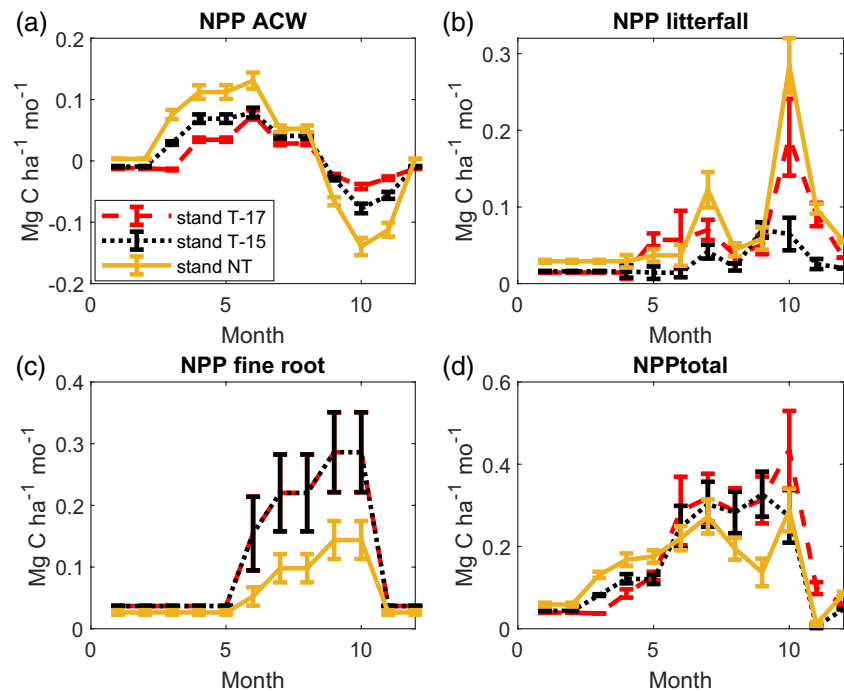 (a) NPP ACW
Mg C ha⁻¹ mo⁻¹
0.2
0.1
0
-0.1
-0.2
stand T-17
stand T-15
stand NT
0 5 10
Month
(b) NPP litterfall
Mg C ha⁻¹ mo⁻¹
0.3
0.2
0.1
0
0 5 10
Month
(c) NPP fine root
Mg C ha⁻¹ mo⁻¹
0.4
0.3
0.2
0.1
0
0 5 10
Month
(d) NPPtotal
Mg C ha⁻¹ mo⁻¹
0.6
0.4
0.2
0
0 5 10
Month